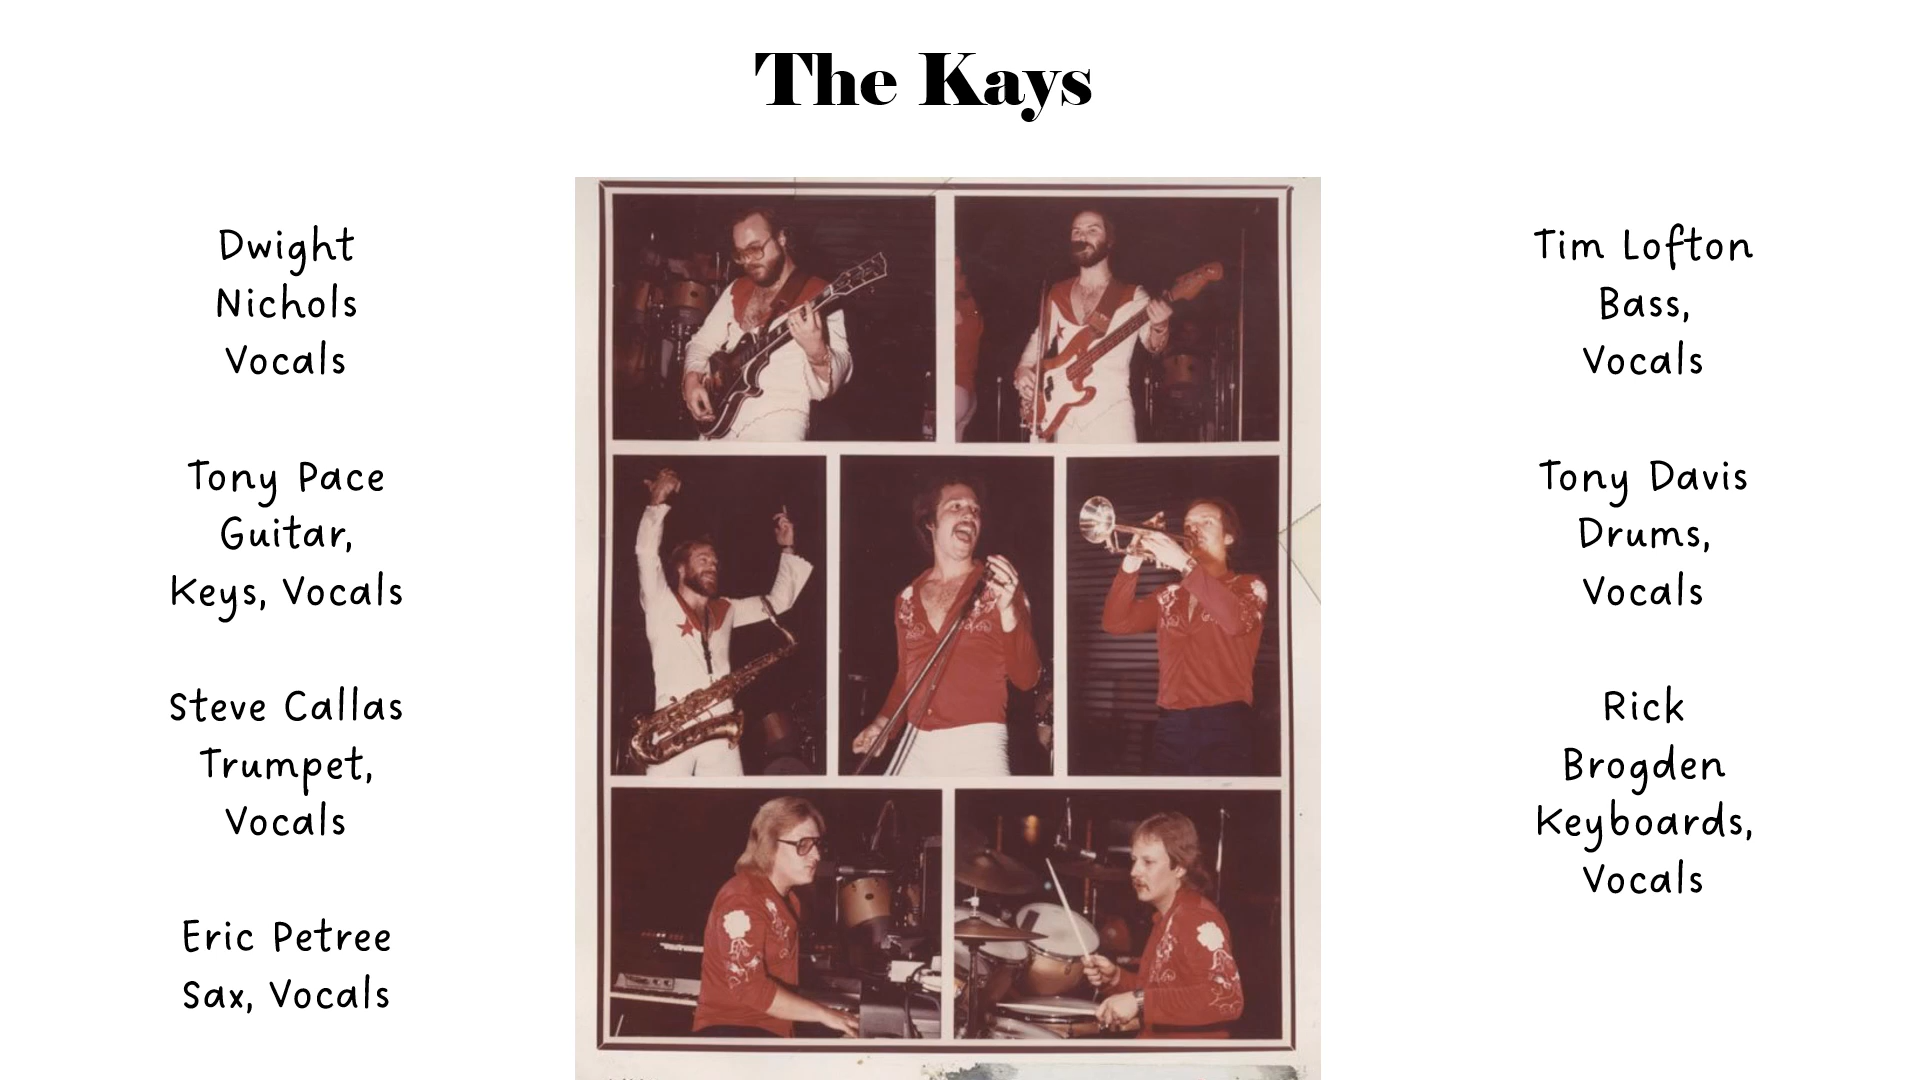 The Kays
Dwight
Nichols
Vocals
Tony Pace
Guitar,
Keys, Vocals
Steve Callas
Trumpet,
Vocals
Eric Petree
Sax, Vocals
Tim Lofton
Bass,
Vocals
Tony Davis
Drums,
Vocals
Rick
Brogden
Keyboards,
Vocals